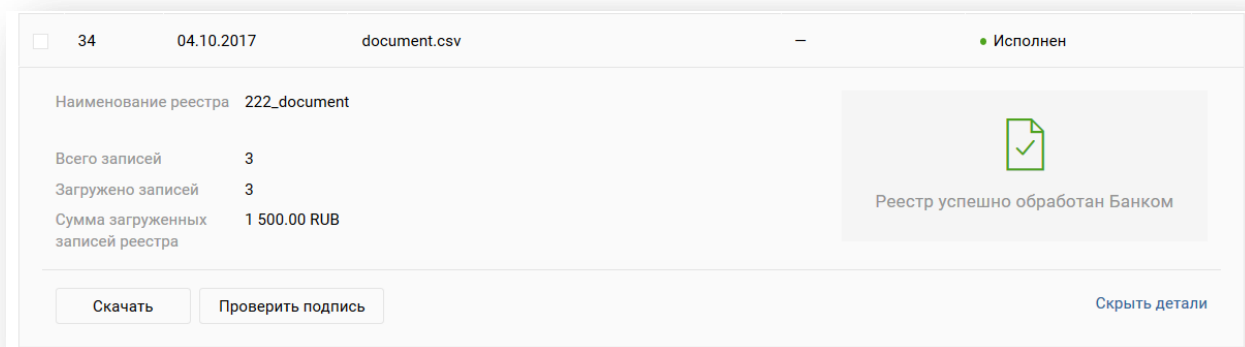 34 04.10.2017 document.csv — Исполнен
Наименование реестра 222_document
Всего записей 3
Загружено записей 3
Сумма загруженных 1 500.00 RUB
записей реестра
Реестр успешно обработан Банком
Скачать Проверить подпись Скрыть детали